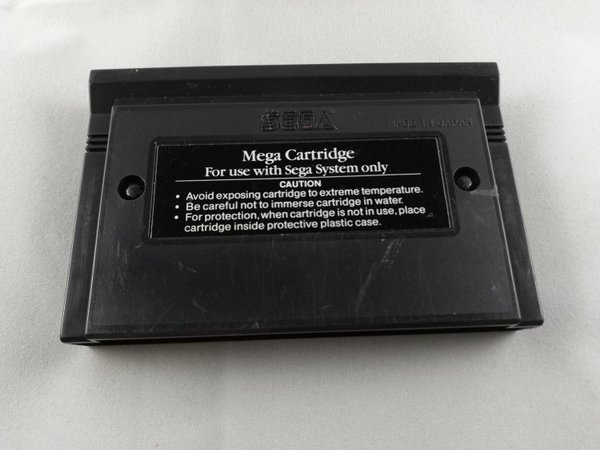 SEGA
MADE IN JAPAN
Mega Cartridge
For use with Sega System only
CAUTION
• Avoid exposing cartridge to extreme temperature.
• Be careful not to immerse cartridge in water.
• For protection, when cartridge is not in use, place
cartridge inside protective plastic case.